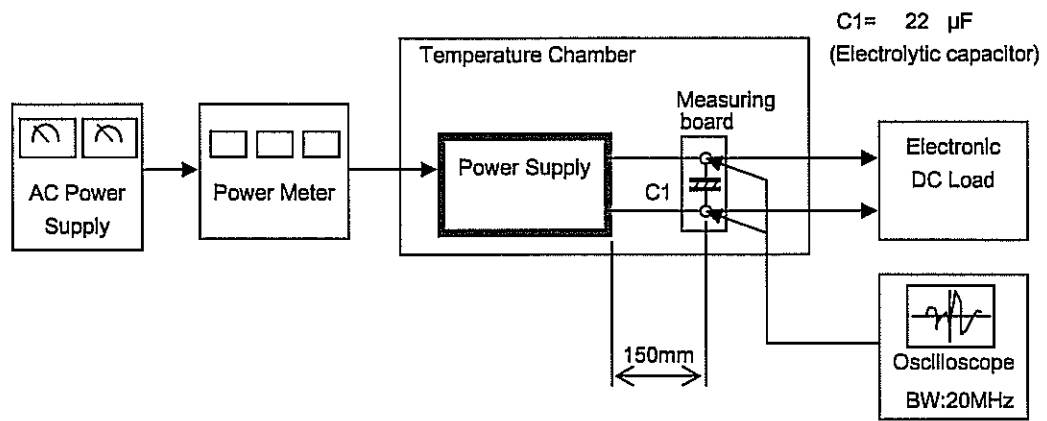 C1= 22 μF
(Electrolytic capacitor)
Temperature Chamber
Measuring
board
AC Power
Supply
Power Meter
Power Supply
C1
Electronic
DC Load
150mm
Oscilloscope
BW:20MHz